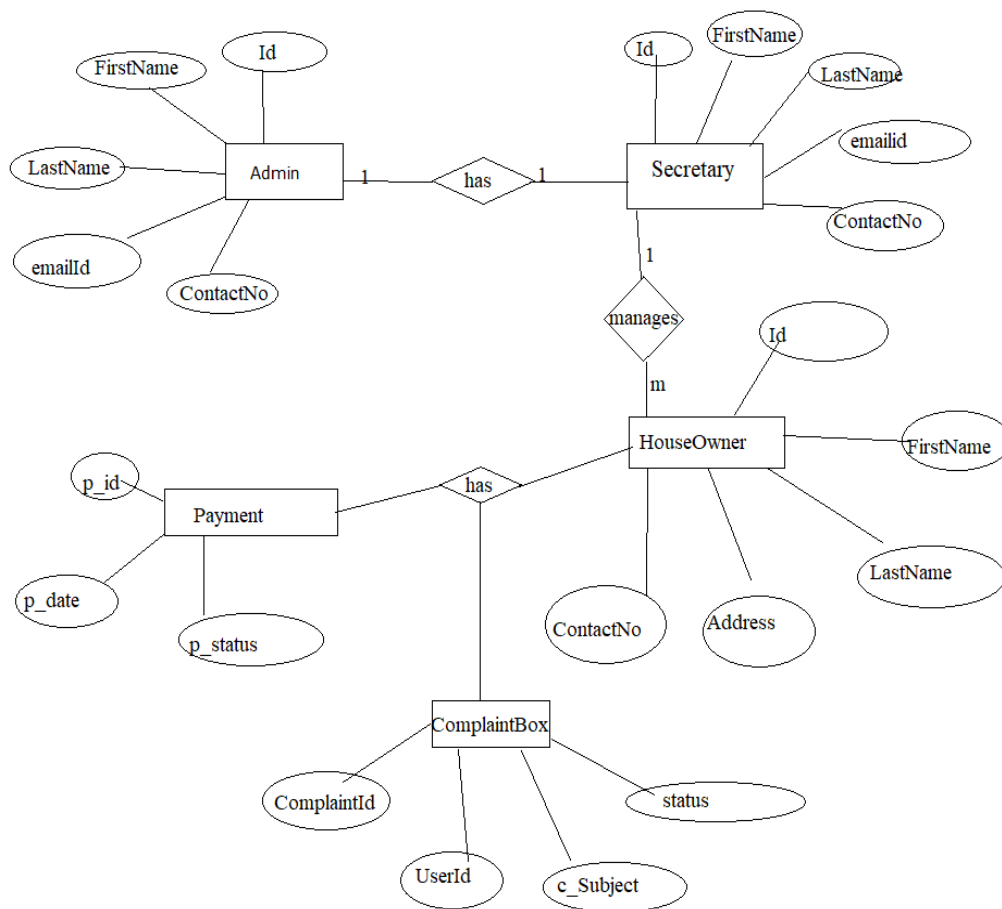 FirstName
Id
LastName
Admin
emailId
ContactNo
1
has
1
Id
FirstName
LastName
emailid
Secretary
ContactNo
1
manages
m
Id
HouseOwner
FirstName
LastName
Address
ContactNo
has
p_id
Payment
p_date
p_status
ComplaintBox
ComplaintId
UserId
c_Subject
status